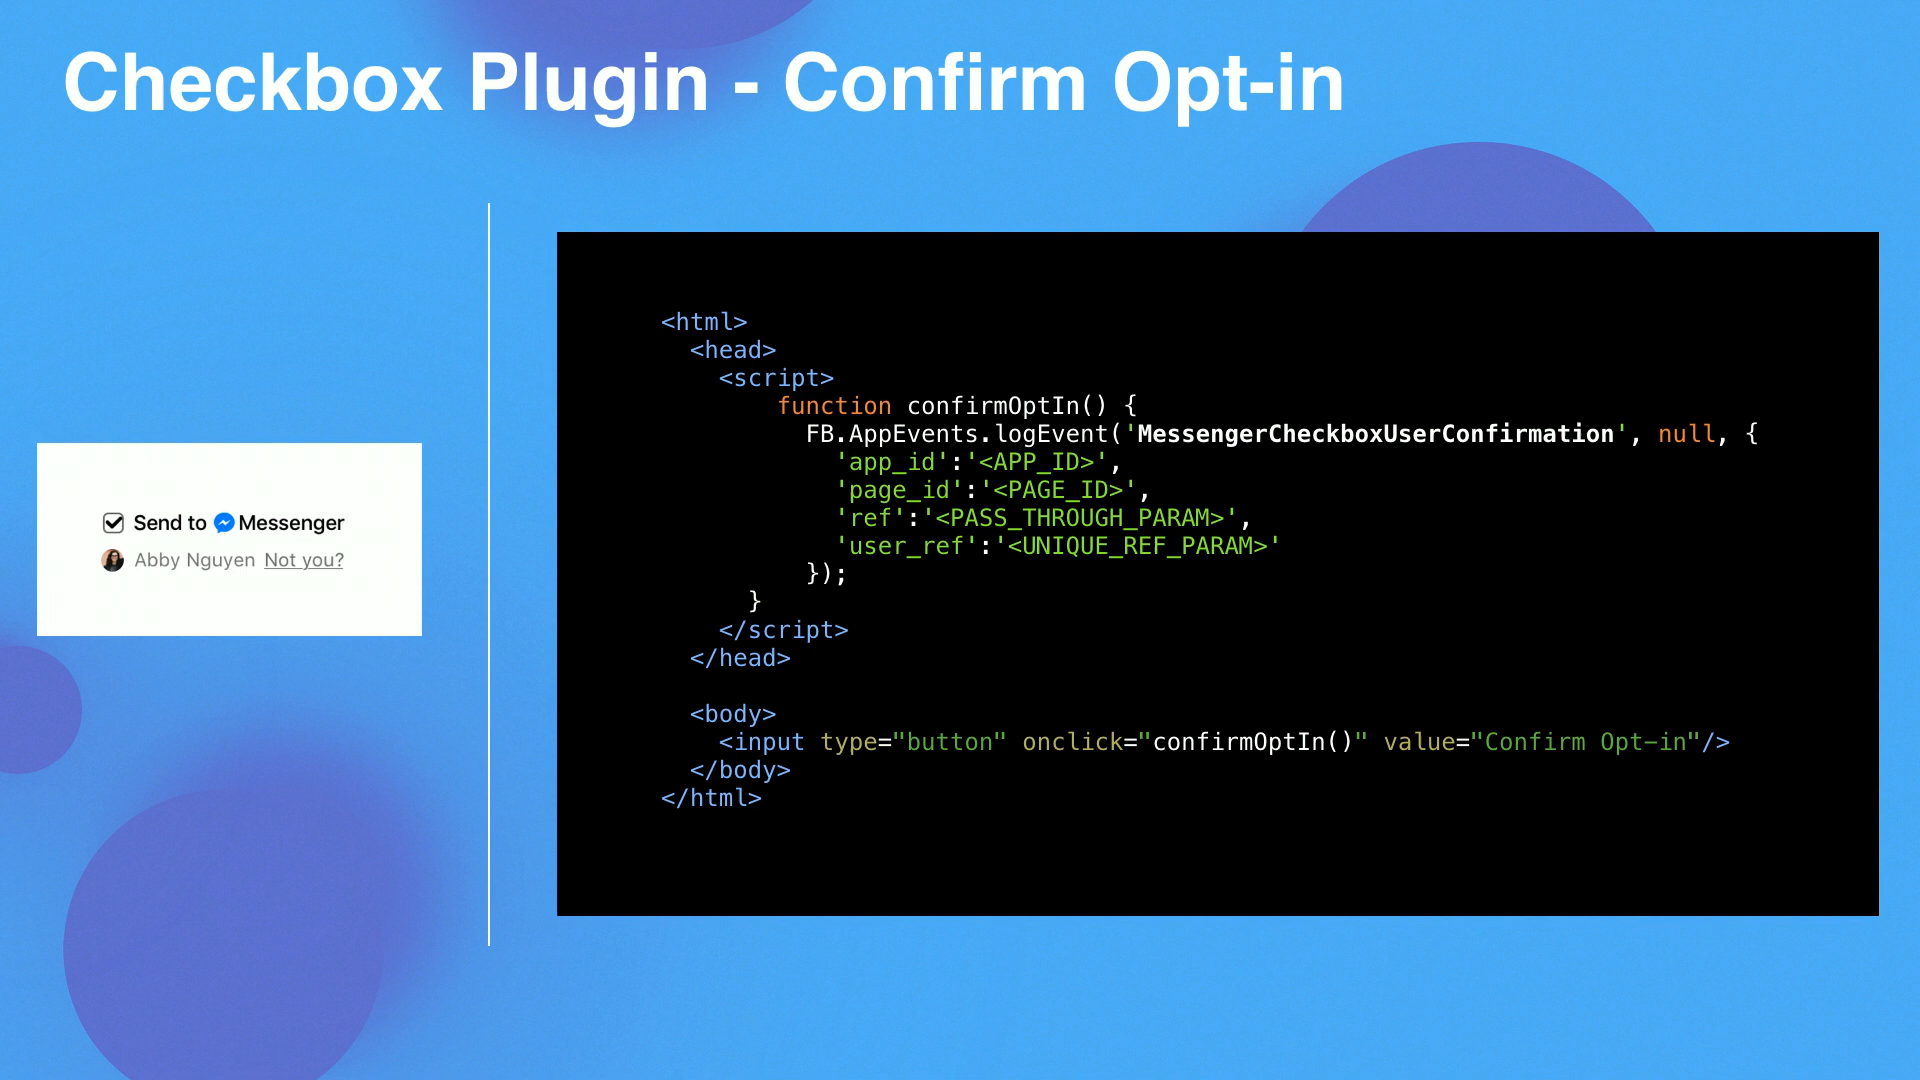 Checkbox Plugin - Confirm Opt-in
Send to Messenger
Abby Nguyen Not you?
<html>
  <head>
    <script>
        function confirmOptIn() {
          FB.AppEvents.logEvent('MessengerCheckboxUserConfirmation', null, {
            'app_id':'<APP_ID>',
            'page_id':'<PAGE_ID>',
            'ref':'<PASS_THROUGH_PARAM>',
            'user_ref':'<UNIQUE_REF_PARAM>'
          });
      }
    </script>
  </head>

  <body>
    <input type="button" onclick="confirmOptIn()" value="Confirm Opt-in"/>
  </body>
</html>